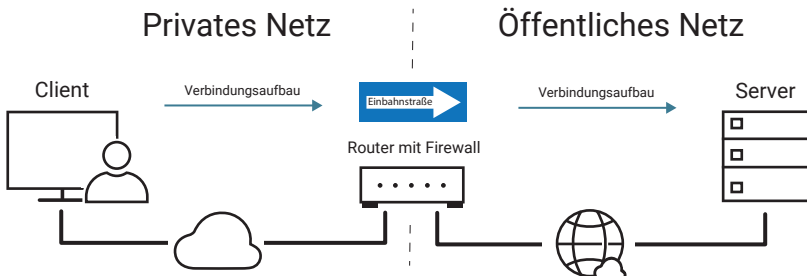 Privates Netz
Öffentliches Netz
Client
Verbindungsaufbau
Einbahnstraße
Verbindungsaufbau
Server
Router mit Firewall